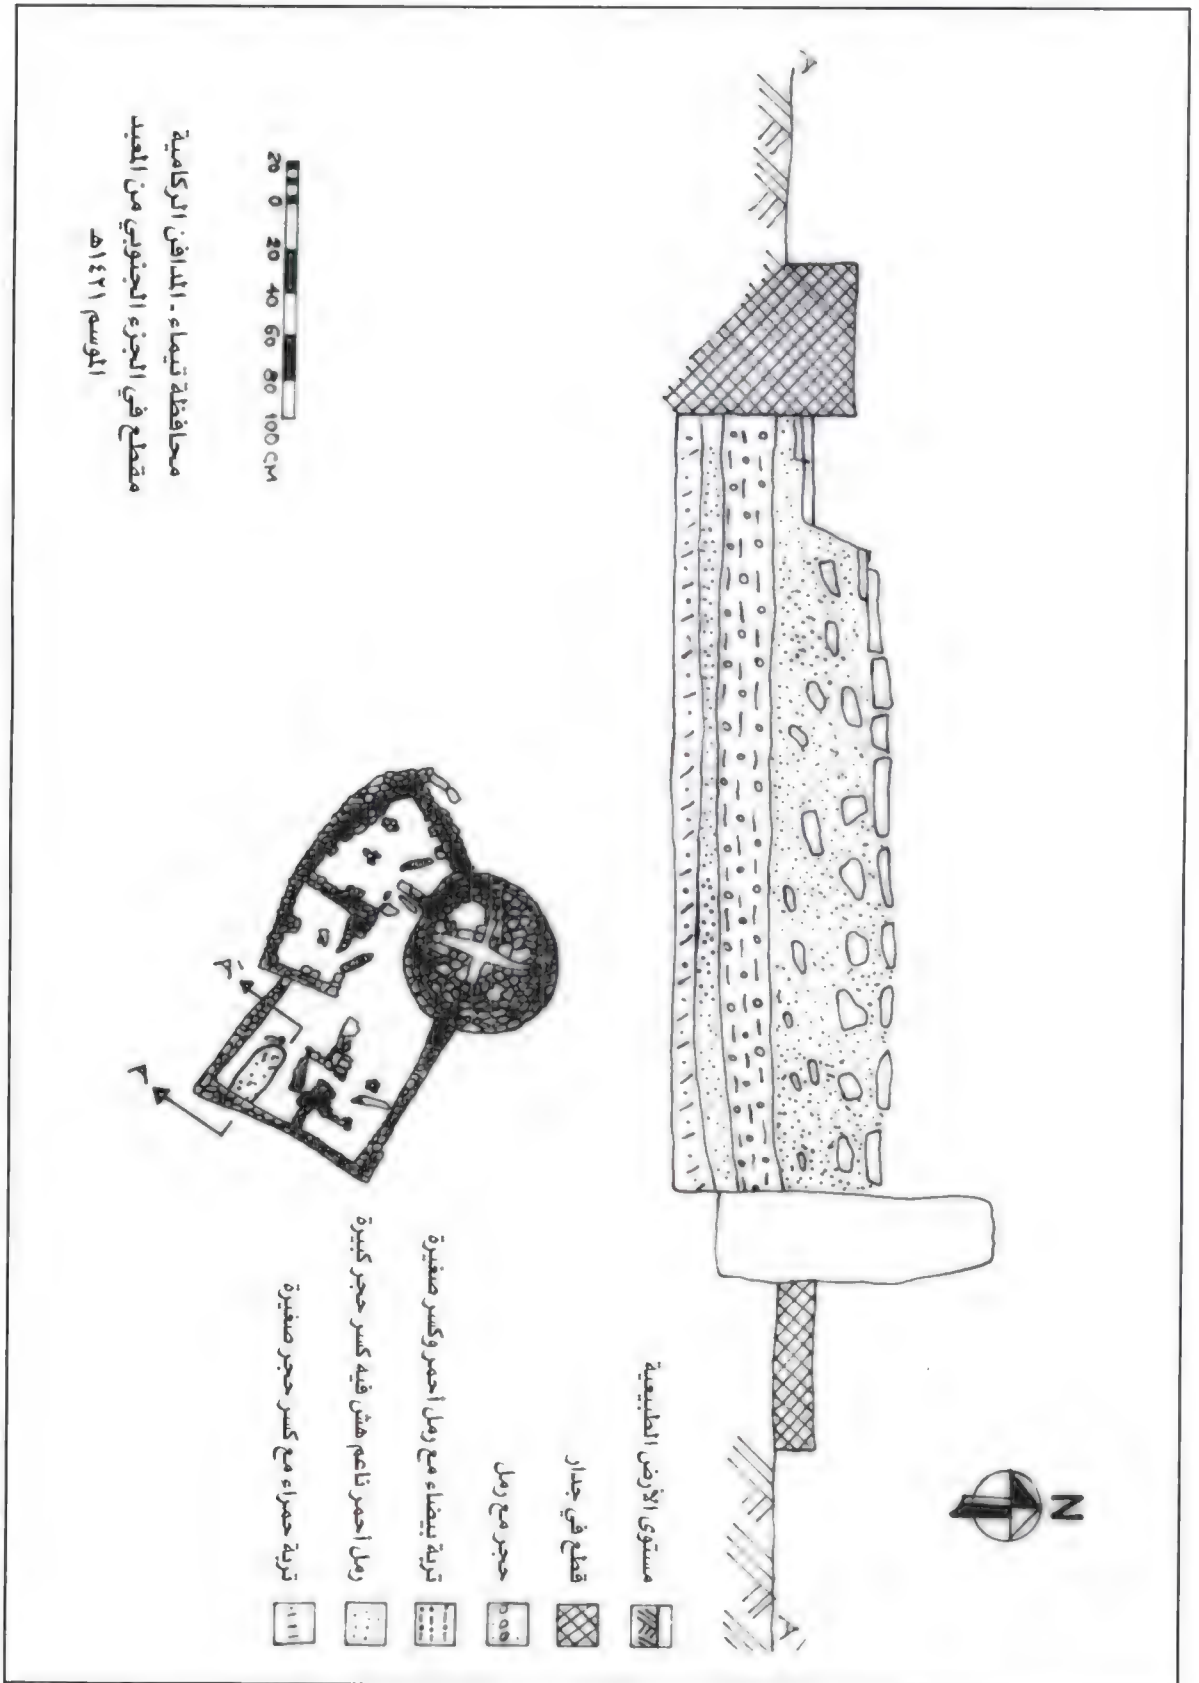 محافظة تيماء - المدافن الركامية
مقطع في الجزء الجنوبي من المعبد
الموسم ١٤٢١هـ
20 0 20 40 60 80 100 CM
N
مستوى الأرض الطبيعية
قطع في جدار
حجر مع رمل
تربة بيضاء مع رمل أحمر وكسر صغيرة
رمل أحمر ناعم هش فيه كسر حجر كبيرة
تربة حمراء مع كسر حجر صغيرة